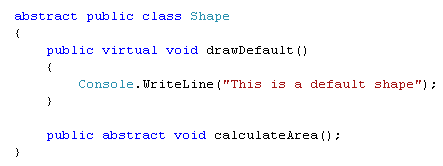 abstract public class Shape
{
    public virtual void drawDefault()
    {
        Console.WriteLine("This is a default shape");
    }

    public abstract void calculateArea();
}